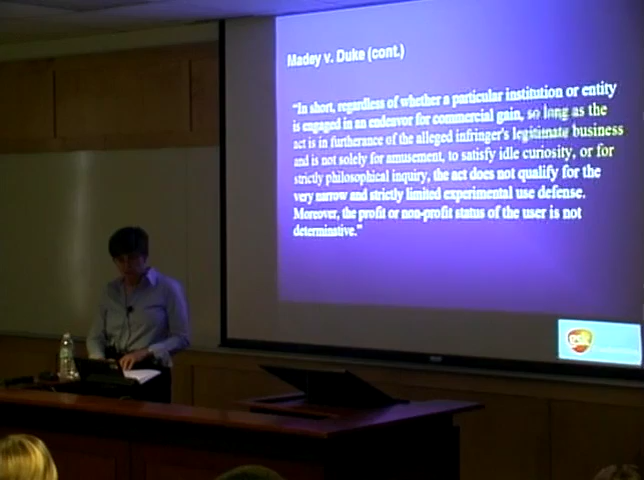 Madey v. Duke (cont.)
“In short, regardless of whether a particular institution or entity
is engaged in an endeavor for commercial gain, so long as the
act is in furtherance of the alleged infringer's legitimate business
and is not solely for amusement, to satisfy idle curiosity, or for
strictly philosophical inquiry, the act does not qualify for the
very narrow and strictly limited experimental use defense.
Moreover, the profit or non-profit status of the user is not
determinative.”